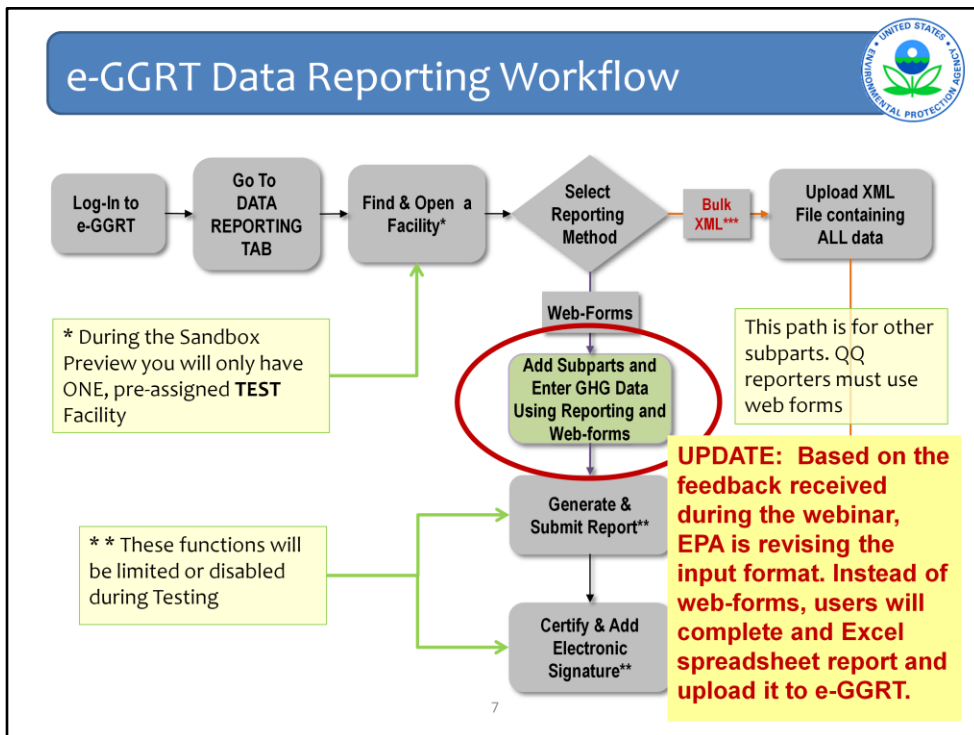 e-GGRT Data Reporting Workflow
UNITED STATES
ENVIRONMENTAL PROTECTION AGENCY
Log-In to
e-GGRT
Go To
DATA
REPORTING
TAB
Find & Open a
Facility*
Select
Reporting
Method
Bulk
XML***
Upload XML
File containing
ALL data
Web-Forms
* During the Sandbox
Preview you will only have
ONE, pre-assigned TEST
Facility
This path is for other
subparts. QQ
reporters must use
web forms
Add Subparts and
Enter GHG Data
Using Reporting and
Web-forms
UPDATE: Based on the
feedback received
during the webinar,
EPA is revising the
input format. Instead of
web-forms, users will
complete and Excel
spreadsheet report and
upload it to e-GGRT.
Generate &
Submit Report**
* * These functions will
be limited or disabled
during Testing
Certify & Add
Electronic
Signature**
7